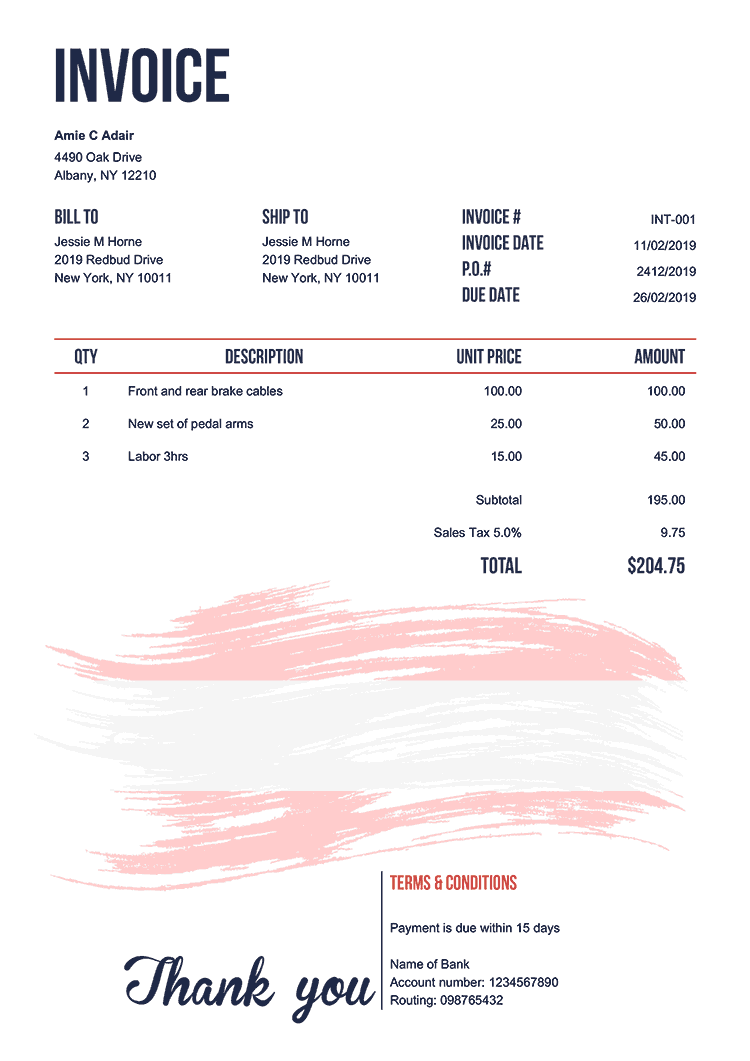 INVOICE
Amie C Adair
4490 Oak Drive
Albany, NY 12210
BILL TO
Jessie M Horne
2019 Redbud Drive
New York, NY 10011
SHIP TO
Jessie M Horne
2019 Redbud Drive
New York, NY 10011
INVOICE # INT-001
INVOICE DATE 11/02/2019
P.O.# 2412/2019
DUE DATE 26/02/2019
QTY DESCRIPTION UNIT PRICE AMOUNT
1 Front and rear brake cables 100.00 100.00
2 New set of pedal arms 25.00 50.00
3 Labor 3hrs 15.00 45.00
Subtotal 195.00
Sales Tax 5.0% 9.75
TOTAL $204.75
Thank you
TERMS & CONDITIONS
Payment is due within 15 days
Name of Bank
Account number: 1234567890
Routing: 098765432